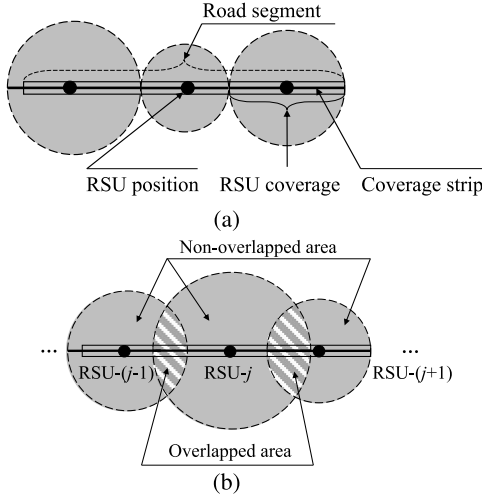 Road segment
RSU position
RSU coverage
Coverage strip
(a)
Non-overlapped area
...
...
RSU-(j-1)
RSU-j
RSU-(j+1)
Overlapped area
(b)